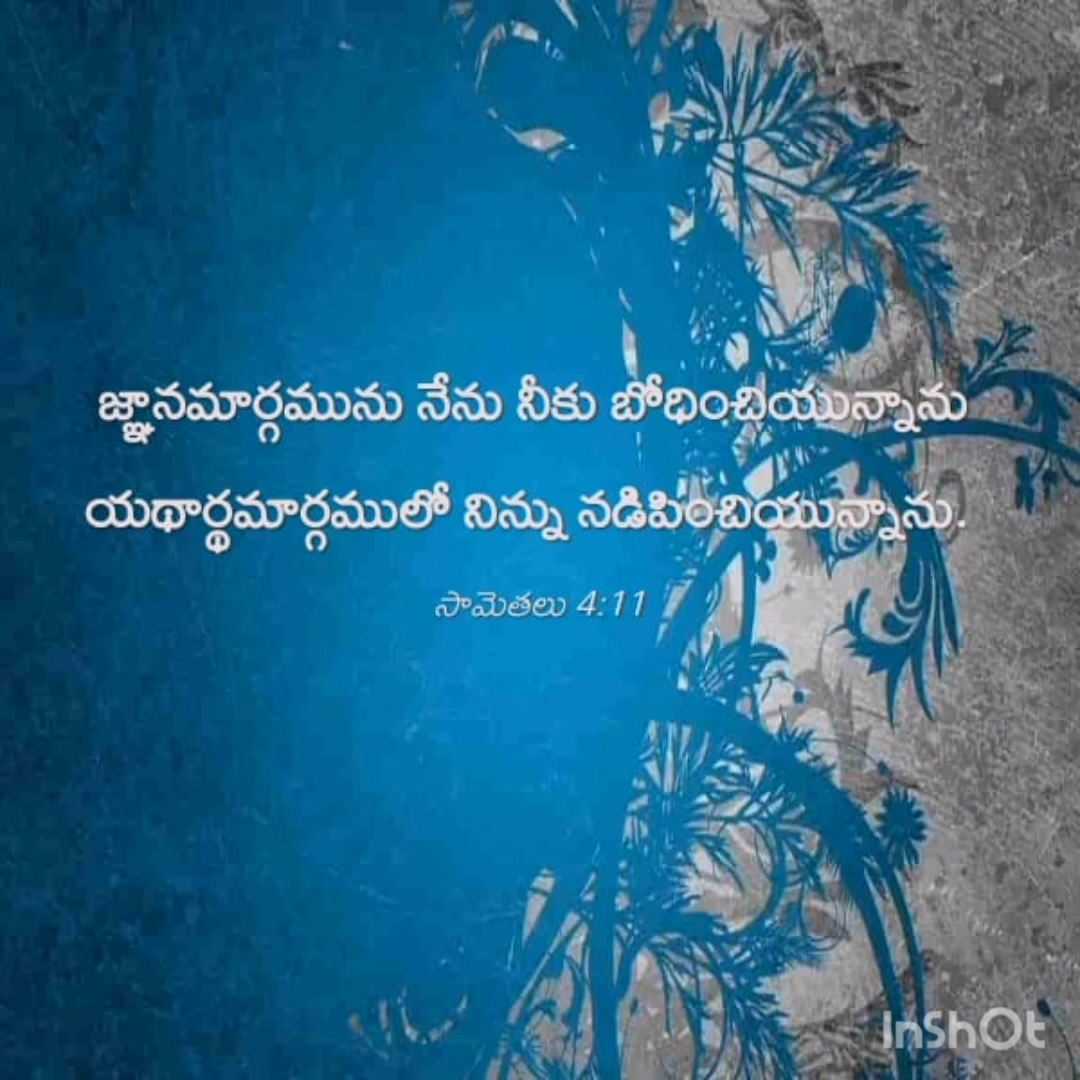 జ్ఞానమార్గమును నేను నీకు బోధించియున్నాను
యథార్థమార్గములో నిన్ను నడిపించియున్నాను.
సామెతలు 4:11
InShOt